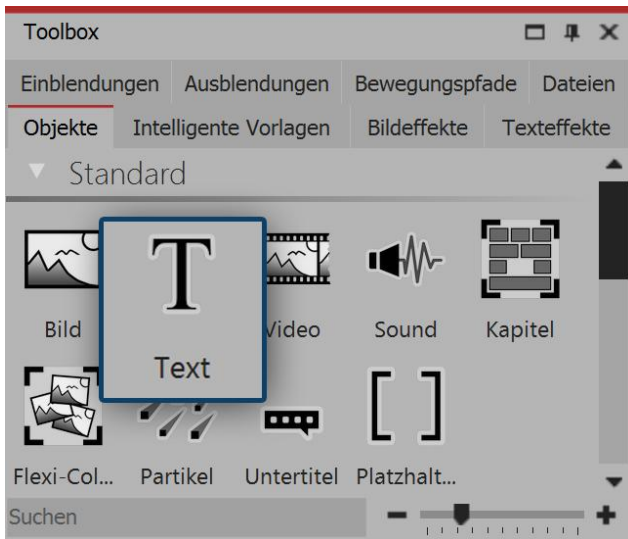 Toolbox
Einblendungen Ausblendungen Bewegungspfade Dateien
Objekte Intelligente Vorlagen Bildeffekte Texteffekte
Standard
Bild Text Video Sound Kapitel
Flexi-Col... Partikel Untertitel Platzhalt...
Suchen